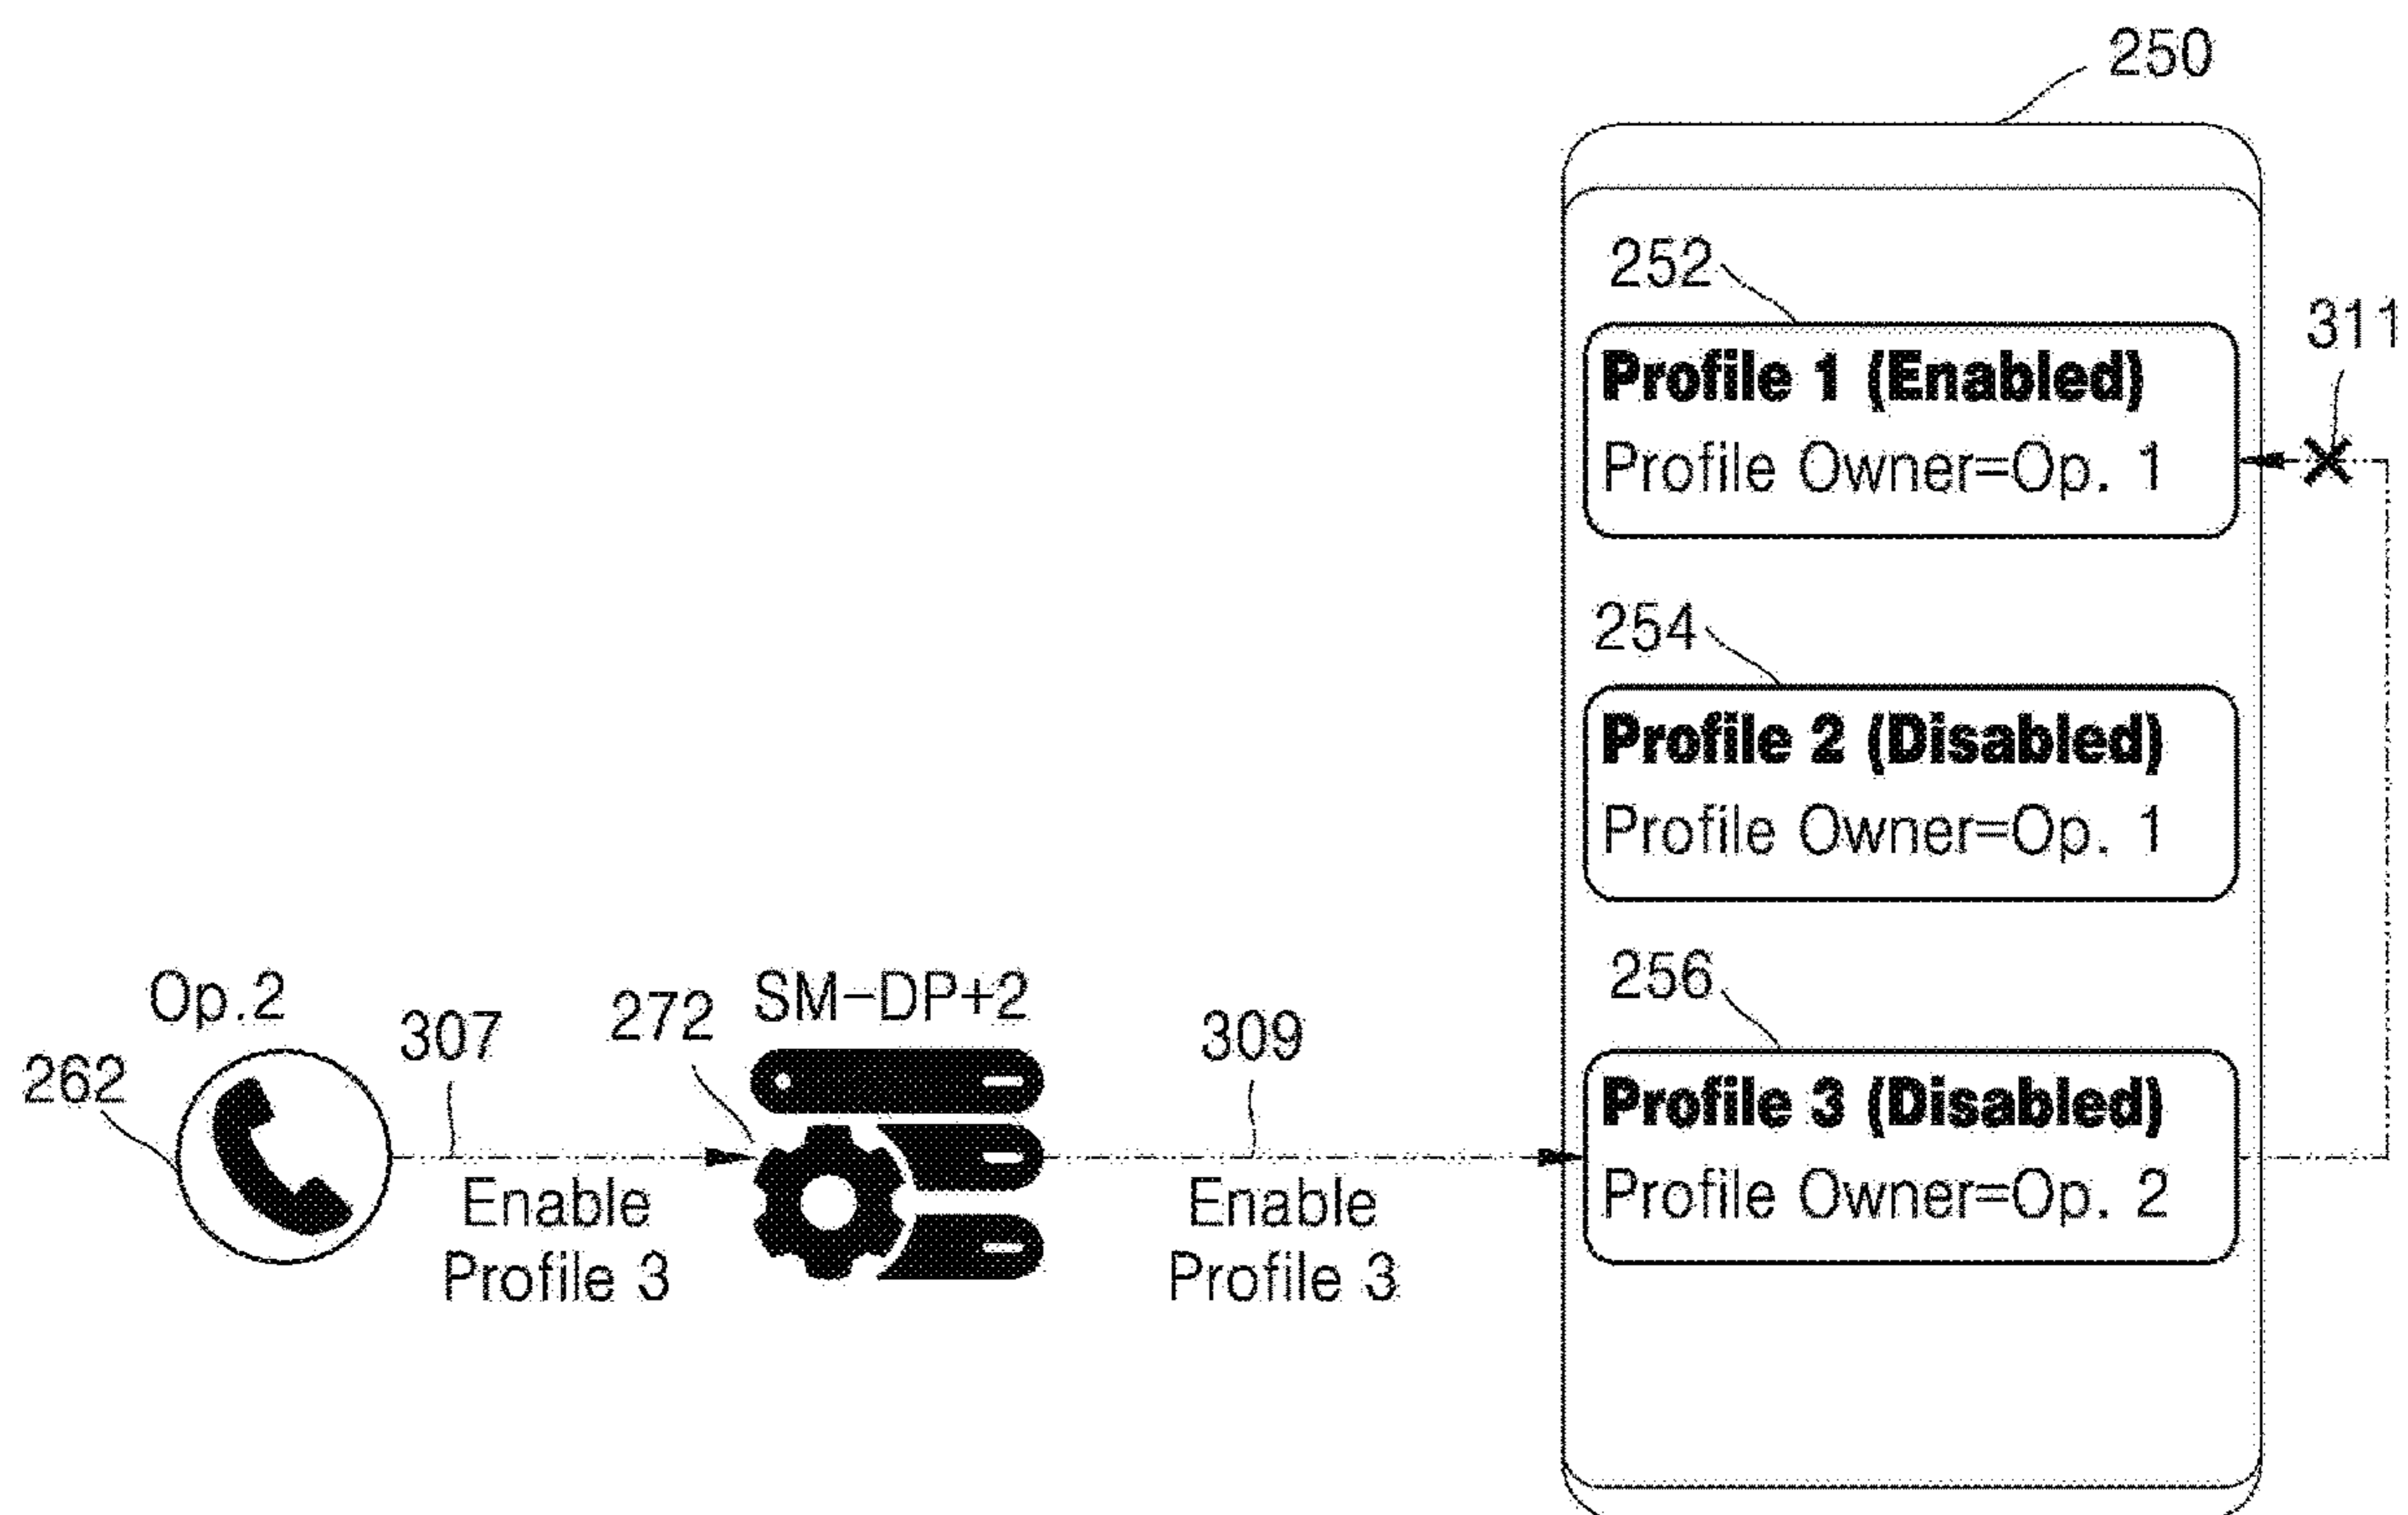 250
252
311
Profile 1 (Enabled)
Profile Owner=Op. 1
254
Profile 2 (Disabled)
Profile Owner=Op. 1
256
Profile 3 (Disabled)
Profile Owner=Op. 2
Op.2
262
307
Enable
Profile 3
272
SM-DP+2
309
Enable
Profile 3